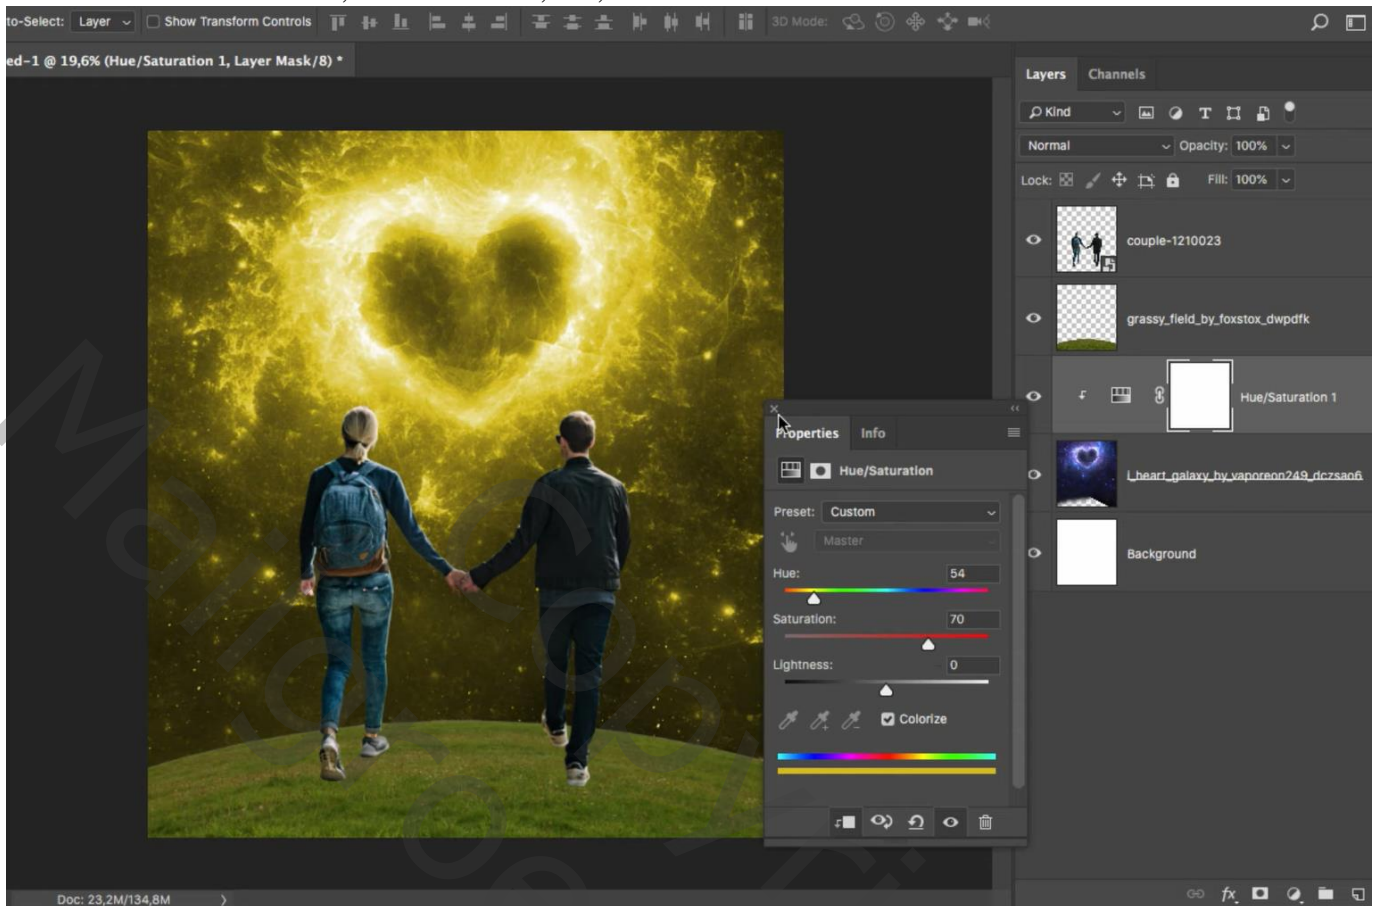 to-Select: Layer Show Transform Controls 3D Mode:
ed-1 @ 19,6% (Hue/Saturation 1, Layer Mask/8) *
Layers Channels
Kind T
Normal Opacity: 100%
Lock: Fill: 100%
couple-1210023
grassy_field_by_foxstox_dwpdfk
Hue/Saturation 1
i_heart_galaxy_by_vaporeon249_dczsao6
Background
Properties Info
Hue/Saturation
Preset: Custom
Master
Hue: 54
Saturation: 70
Lightness: 0
Colorize
fx
Doc: 23,2M/134,8M